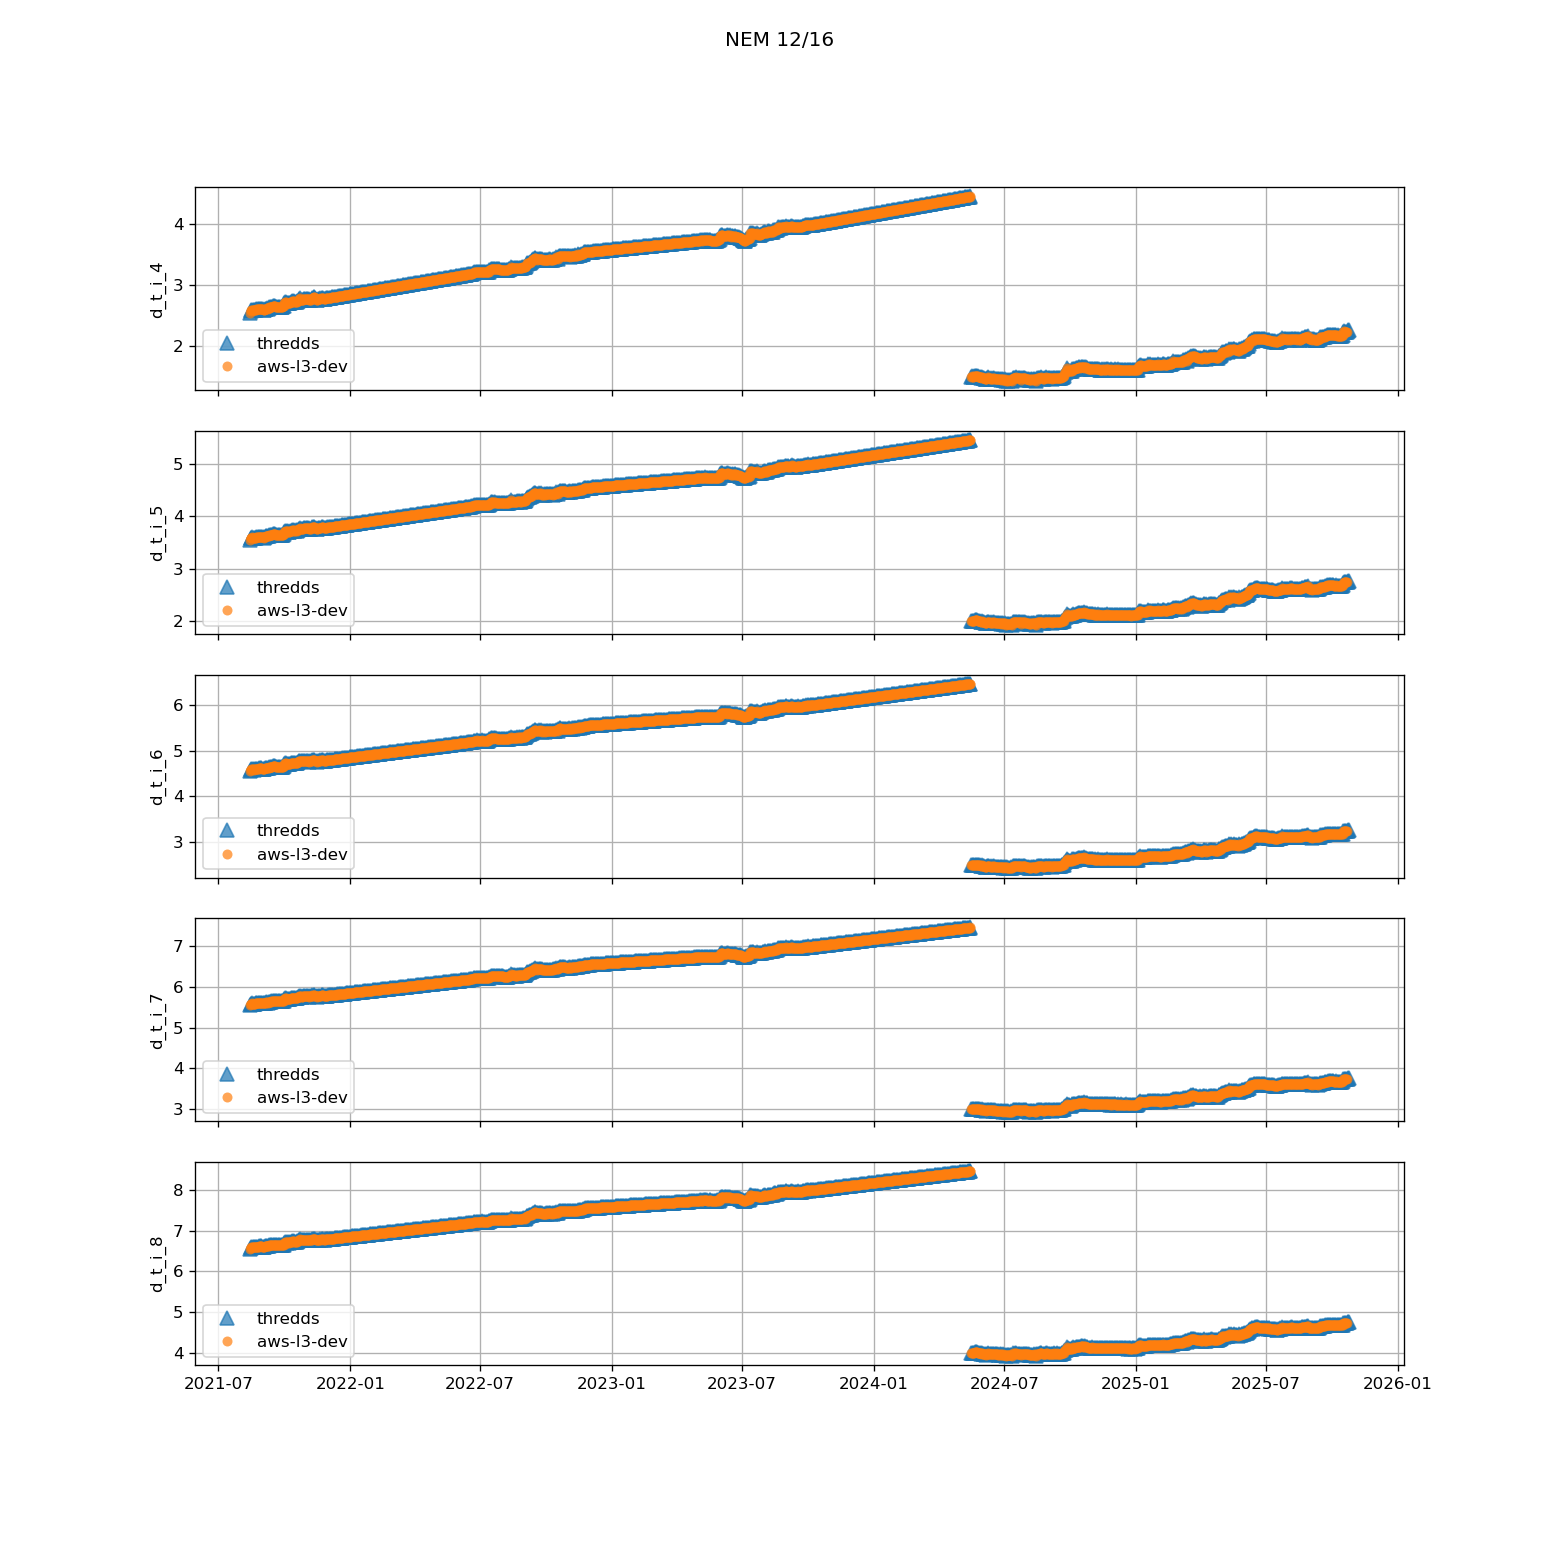 NEM 12/16
4
3
2
d_t_i_4
thredds
aws-l3-dev
5
4
3
2
d_t_i_5
thredds
aws-l3-dev
6
5
4
3
d_t_i_6
thredds
aws-l3-dev
7
6
5
4
3
d_t_i_7
thredds
aws-l3-dev
8
7
6
5
4
d_t_i_8
thredds
aws-l3-dev
2021-07 2022-01 2022-07 2023-01 2023-07 2024-01 2024-07 2025-01 2025-07 2026-01